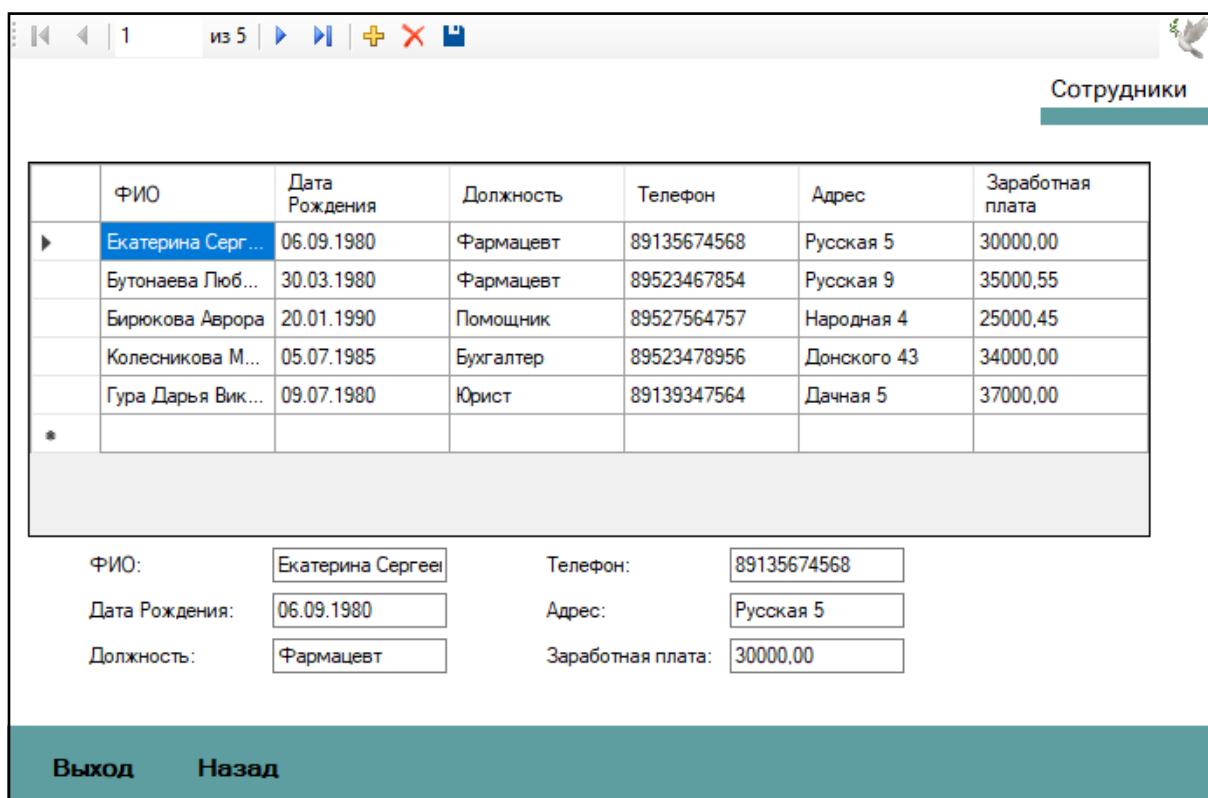 1 из 5
Сотрудники
ФИО Дата Рождения Должность Телефон Адрес Заработная плата
Екатерина Серг... 06.09.1980 Фармацевт 89135674568 Русская 5 30000,00
Бутонаева Люб... 30.03.1980 Фармацевт 89523467854 Русская 9 35000,55
Бирюкова Аврора 20.01.1990 Помощник 89527564757 Народная 4 25000,45
Колесникова М... 05.07.1985 Бухгалтер 89523478956 Донского 43 34000,00
Гура Дарья Вик... 09.07.1980 Юрист 89139347564 Дачная 5 37000,00
ФИО: Екатерина Сергее Телефон: 89135674568
Дата Рождения: 06.09.1980 Адрес: Русская 5
Должность: Фармацевт Заработная плата: 30000,00
Выход Назад